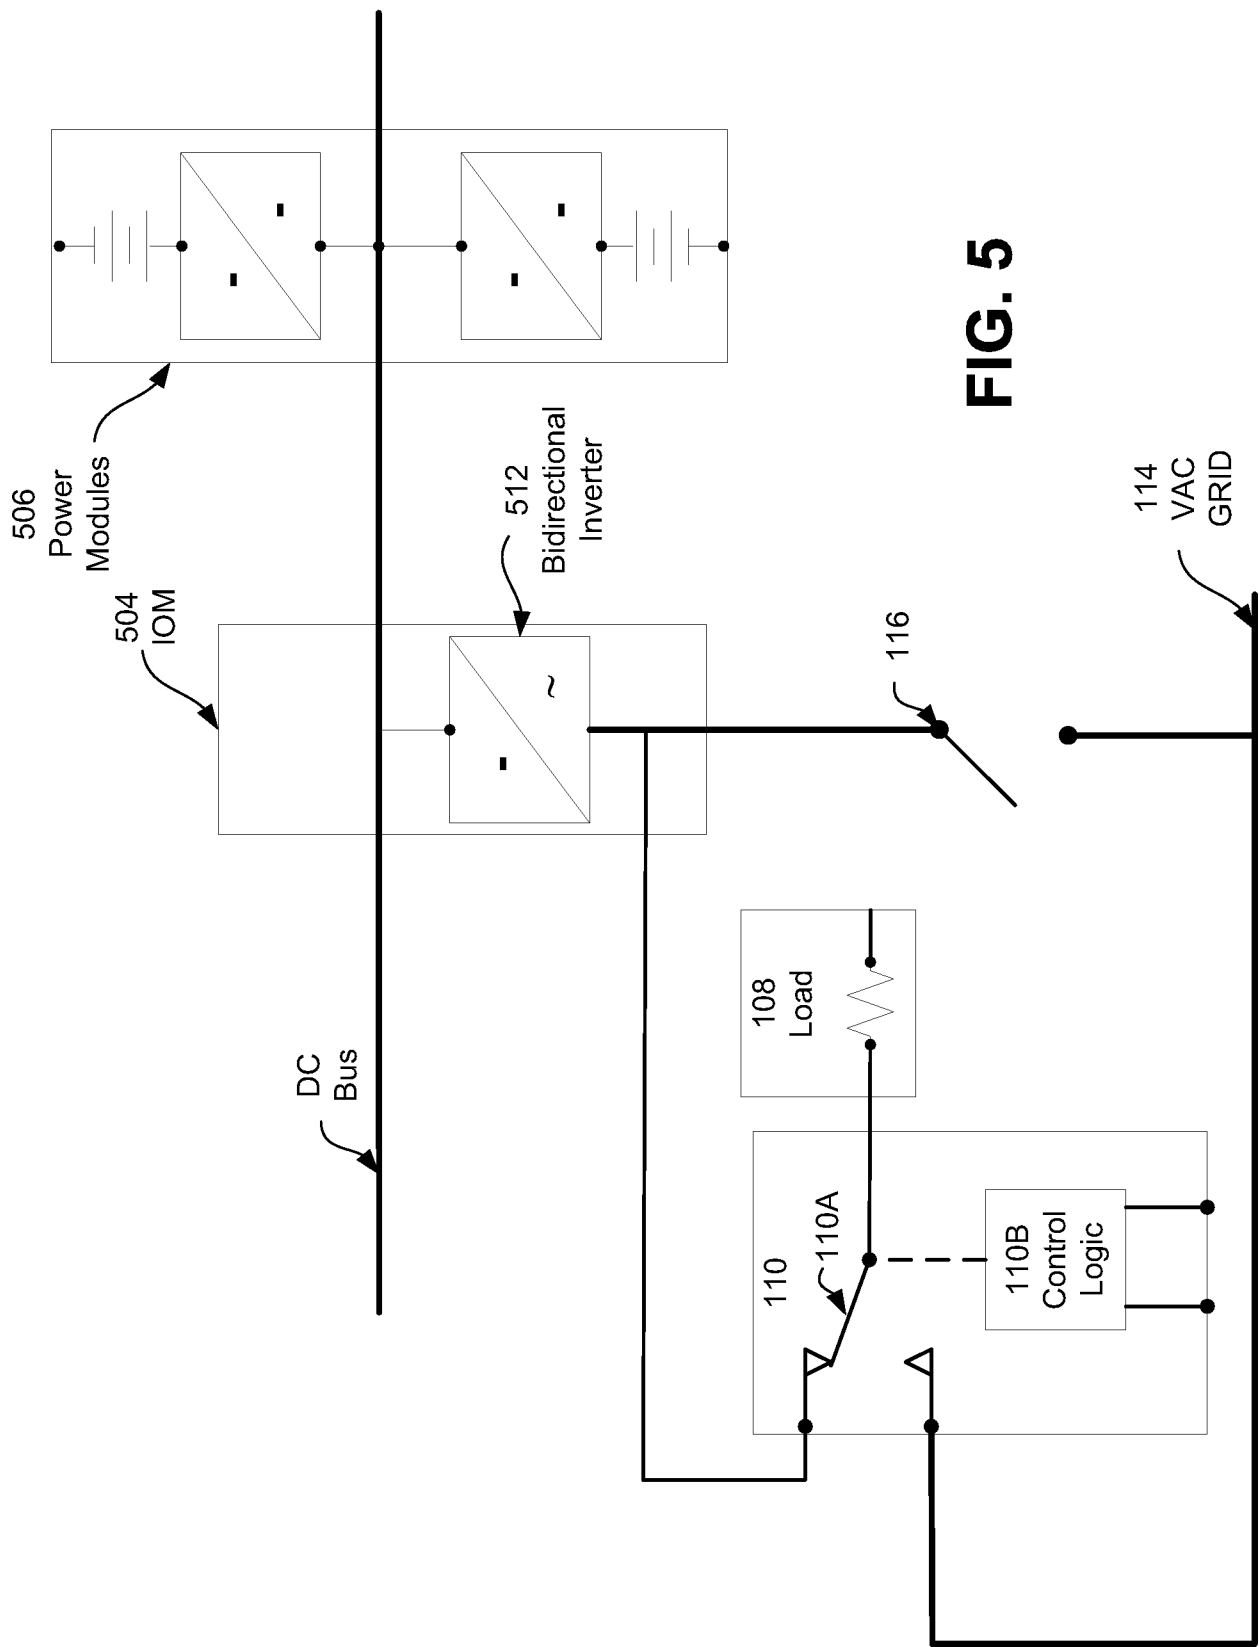 506
Power
Modules
504
IOM
512
Bidirectional
Inverter
DC
Bus
116
108
Load
110
110A
110B
Control
Logic
114
VAC
GRID
FIG. 5